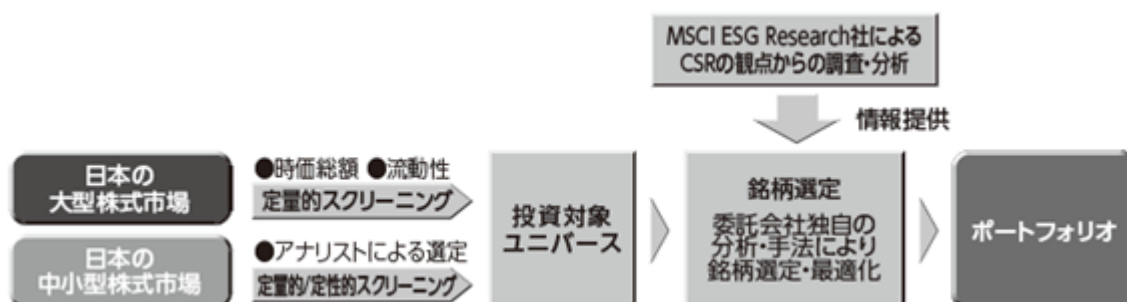 MSCI ESG Research社による
CSRの観点からの調査・分析
情報提供
日本の
大型株式市場
●時価総額 ●流動性
定量的スクリーニング
日本の
中小型株式市場
●アナリストによる選定
定量的/定性的スクリーニング
投資対象
ユニバース
銘柄選定
委託会社独自の
分析・手法により
銘柄選定・最適化
ポートフォリオ